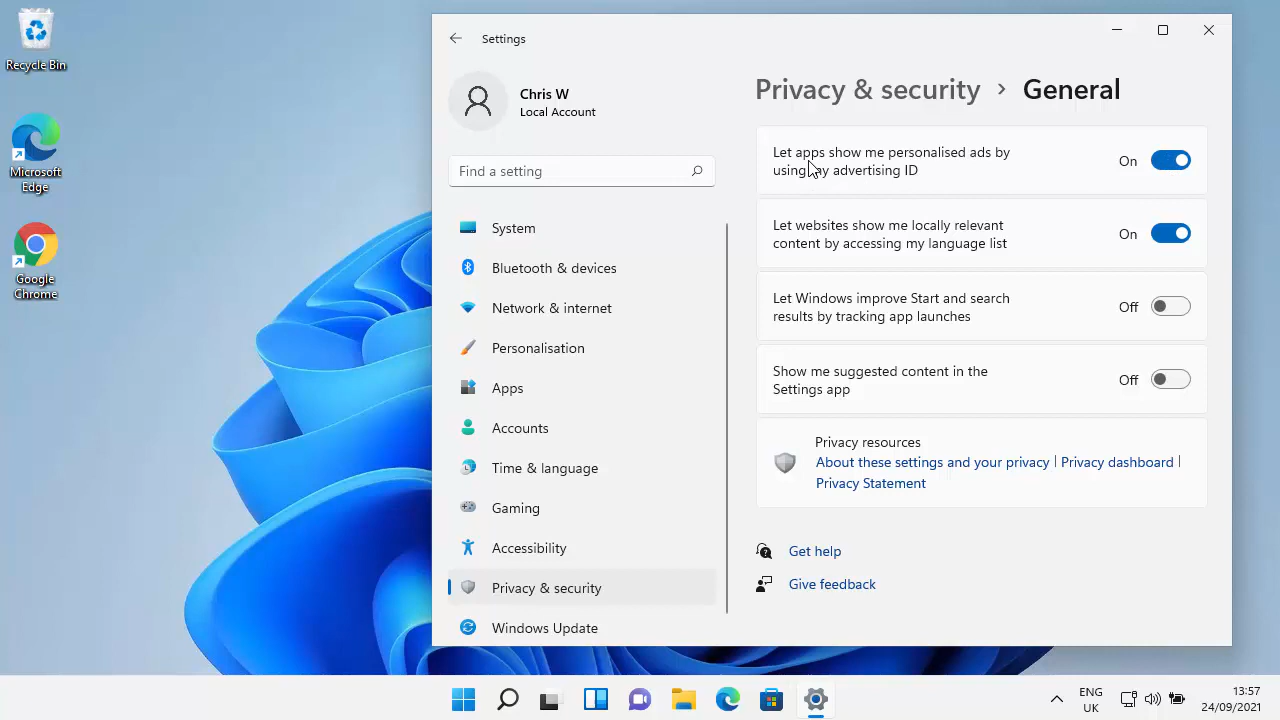 Recycle Bin
Microsoft
Edge
Google
Chrome
Settings
Chris W
Local Account
Find a setting
System
Bluetooth & devices
Network & internet
Personalisation
Apps
Accounts
Time & language
Gaming
Accessibility
Privacy & security
Windows Update
Privacy & security › General
Let apps show me personalised ads by
using my advertising ID
On
Let websites show me locally relevant
content by accessing my language list
On
Let Windows improve Start and search
results by tracking app launches
Off
Show me suggested content in the
Settings app
Off
Privacy resources
About these settings and your privacy | Privacy dashboard |
Privacy Statement
Get help
Give feedback
ENG
UK
13:57
24/09/2021